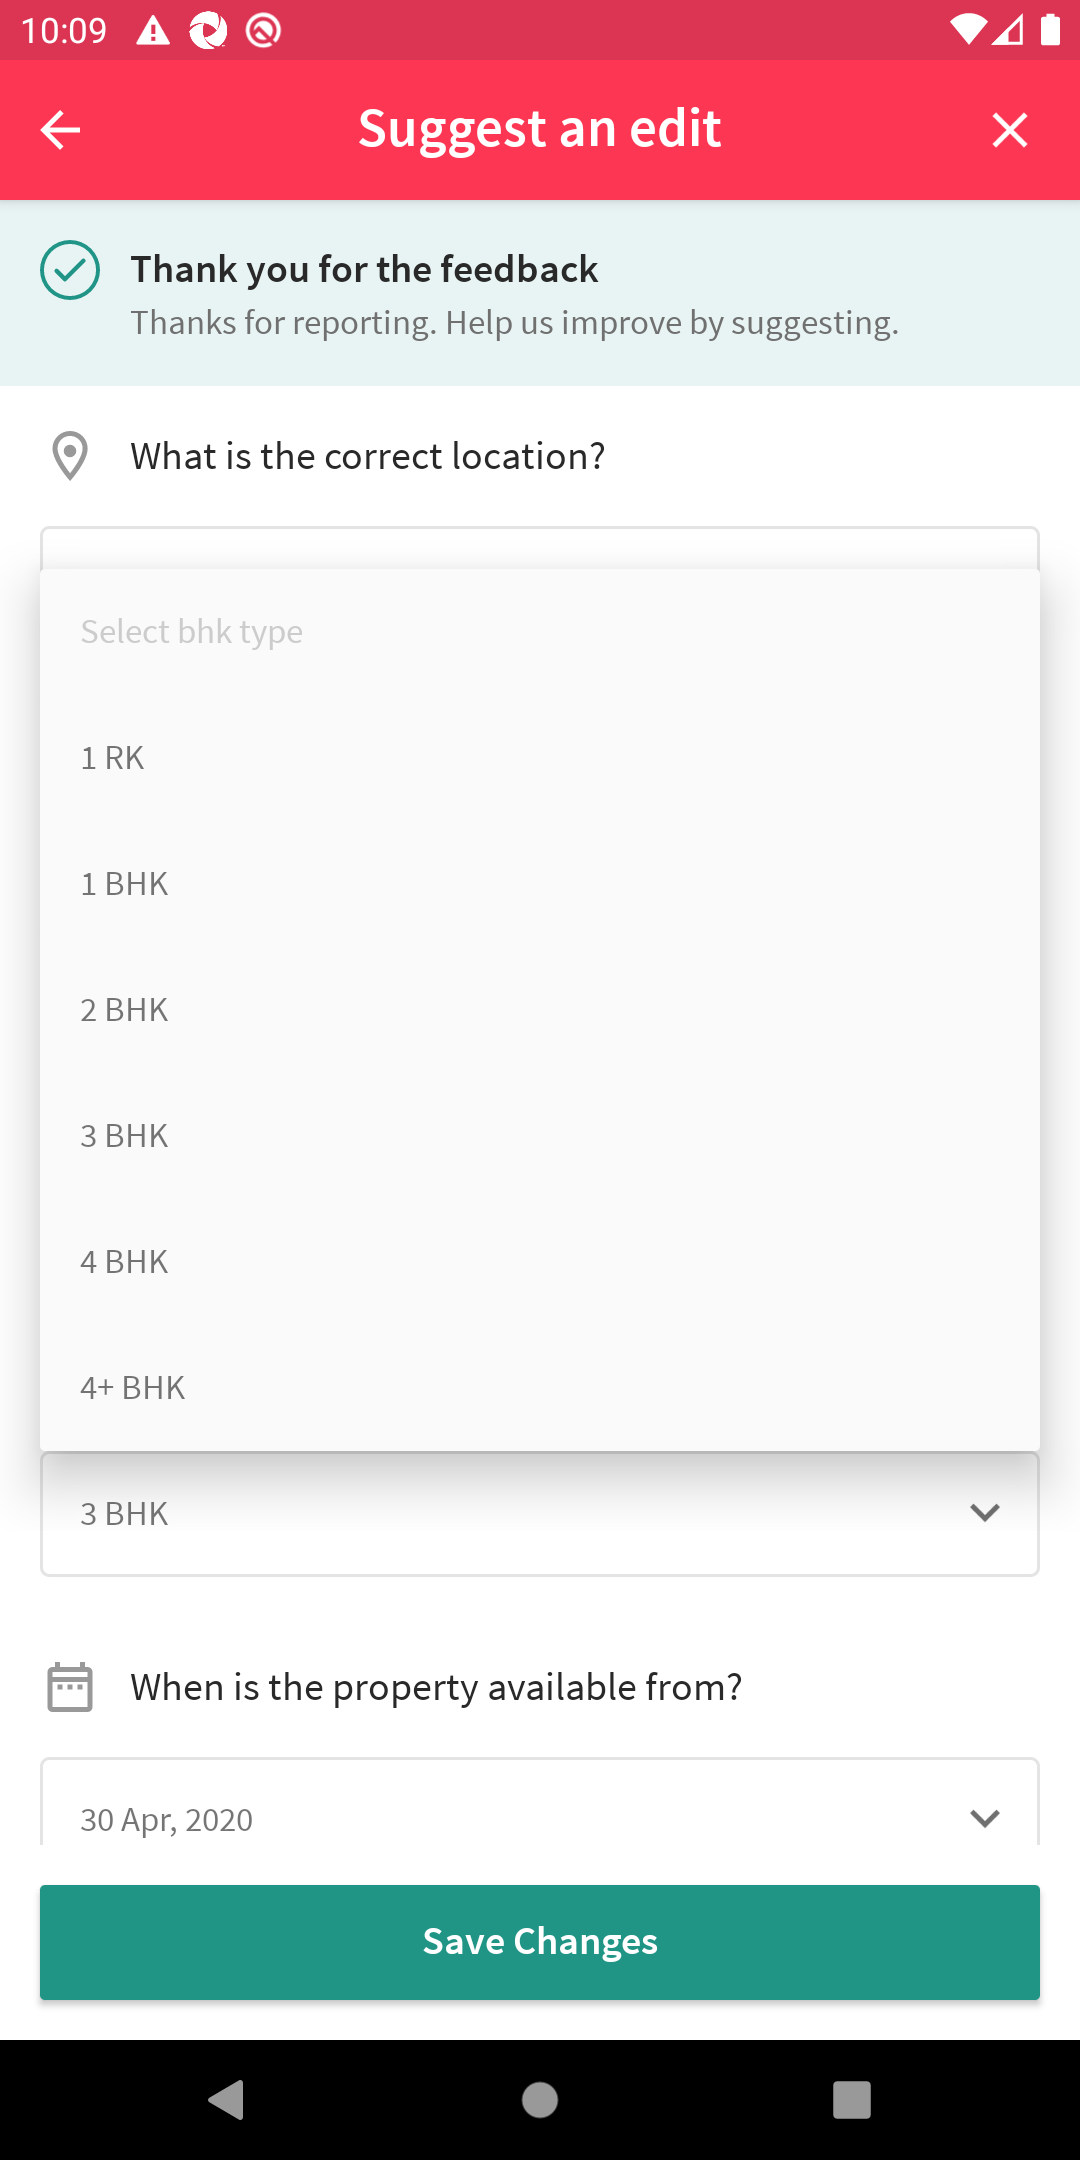 10:09
Suggest an edit
Thank you for the feedback
Thanks for reporting. Help us improve by suggesting.
What is the correct location?
Select bhk type
1 RK
1 BHK
2 BHK
3 BHK
4 BHK
4+ BHK
3 BHK
When is the property available from?
30 Apr, 2020
Save Changes